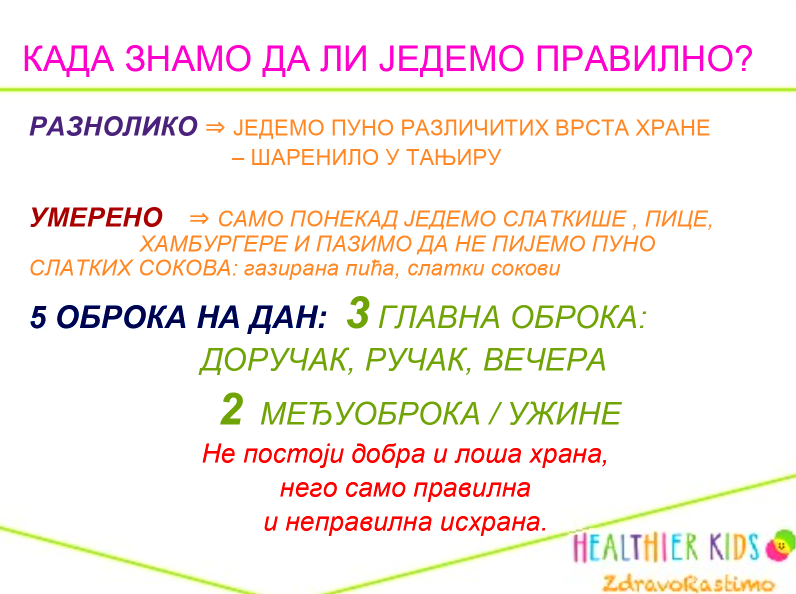 КАДА ЗНАМО ДА ЛИ ЈЕДЕМО ПРАВИЛНО?
РАЗНОЛИКО ⇒ ЈЕДЕМО ПУНО РАЗЛИЧИТИХ ВРСТА ХРАНЕ
– ШАРЕНИЛО У ТАЊИРУ
УМЕРЕНО ⇒ САМО ПОНЕКАД ЈЕДЕМО СЛАТКИШЕ , ПИЦЕ,
ХАМБУРГЕРЕ И ПАЗИМО ДА НЕ ПИЈЕМО ПУНО
СЛАТКИХ СОКОВА: газирана пића, слатки сокови
5 ОБРОКА НА ДАН: 3 ГЛАВНА ОБРОКА:
ДОРУЧАК, РУЧАК, ВЕЧЕРА
2 МЕЂУОБРОКА / УЖИНЕ
Не постоји добра и лоша храна,
него само правилна
и неправилна исхрана.
HEALTHIER KIDS
ZdravoRastimo